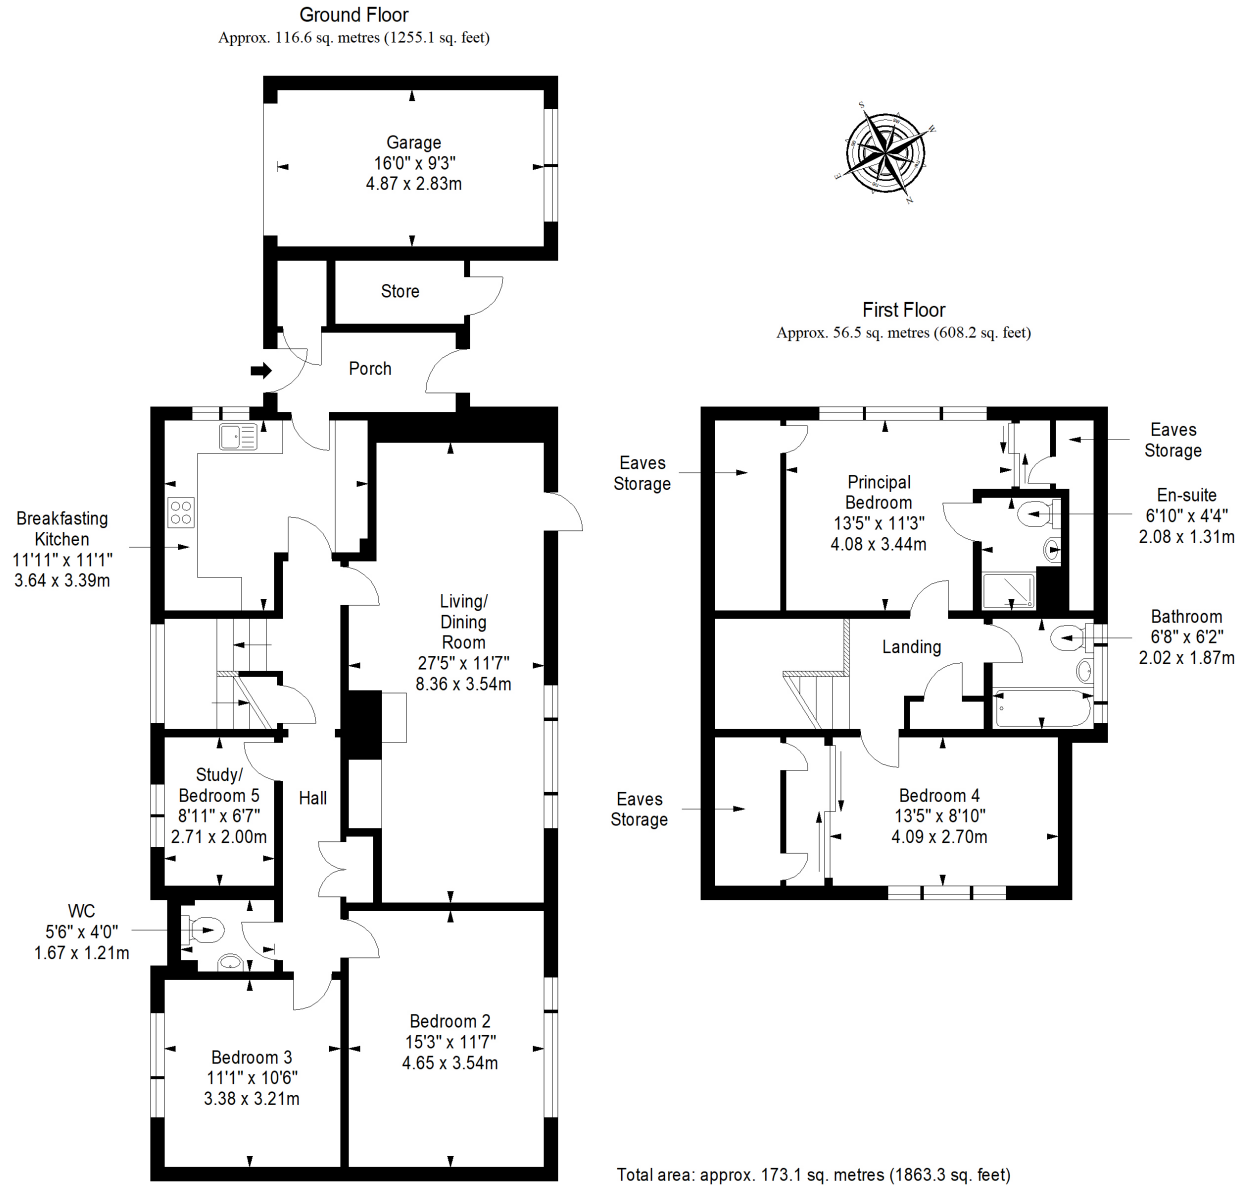 Ground Floor
Approx. 116.6 sq. metres (1255.1 sq. feet)
Garage
16'0" x 9'3"
4.87 x 2.83m
S
W
E
N
Store
Porch
First Floor
Approx. 56.5 sq. metres (608.2 sq. feet)
Breakfasting
Kitchen
11'11" x 11'1"
3.64 x 3.39m
Living/
Dining
Room
27'5" x 11'7"
8.36 x 3.54m
Study/
Bedroom 5
8'11" x 6'7"
2.71 x 2.00m
Hall
WC
5'6" x 4'0"
1.67 x 1.21m
Bedroom 3
11'1" x 10'6"
3.38 x 3.21m
Bedroom 2
15'3" x 11'7"
4.65 x 3.54m
Eaves
Storage
Principal
Bedroom
13'5" x 11'3"
4.08 x 3.44m
Eaves
Storage
En-suite
6'10" x 4'4"
2.08 x 1.31m
Bathroom
6'8" x 6'2"
2.02 x 1.87m
Landing
Eaves
Storage
Bedroom 4
13'5" x 8'10"
4.09 x 2.70m
Total area: approx. 173.1 sq. metres (1863.3 sq. feet)